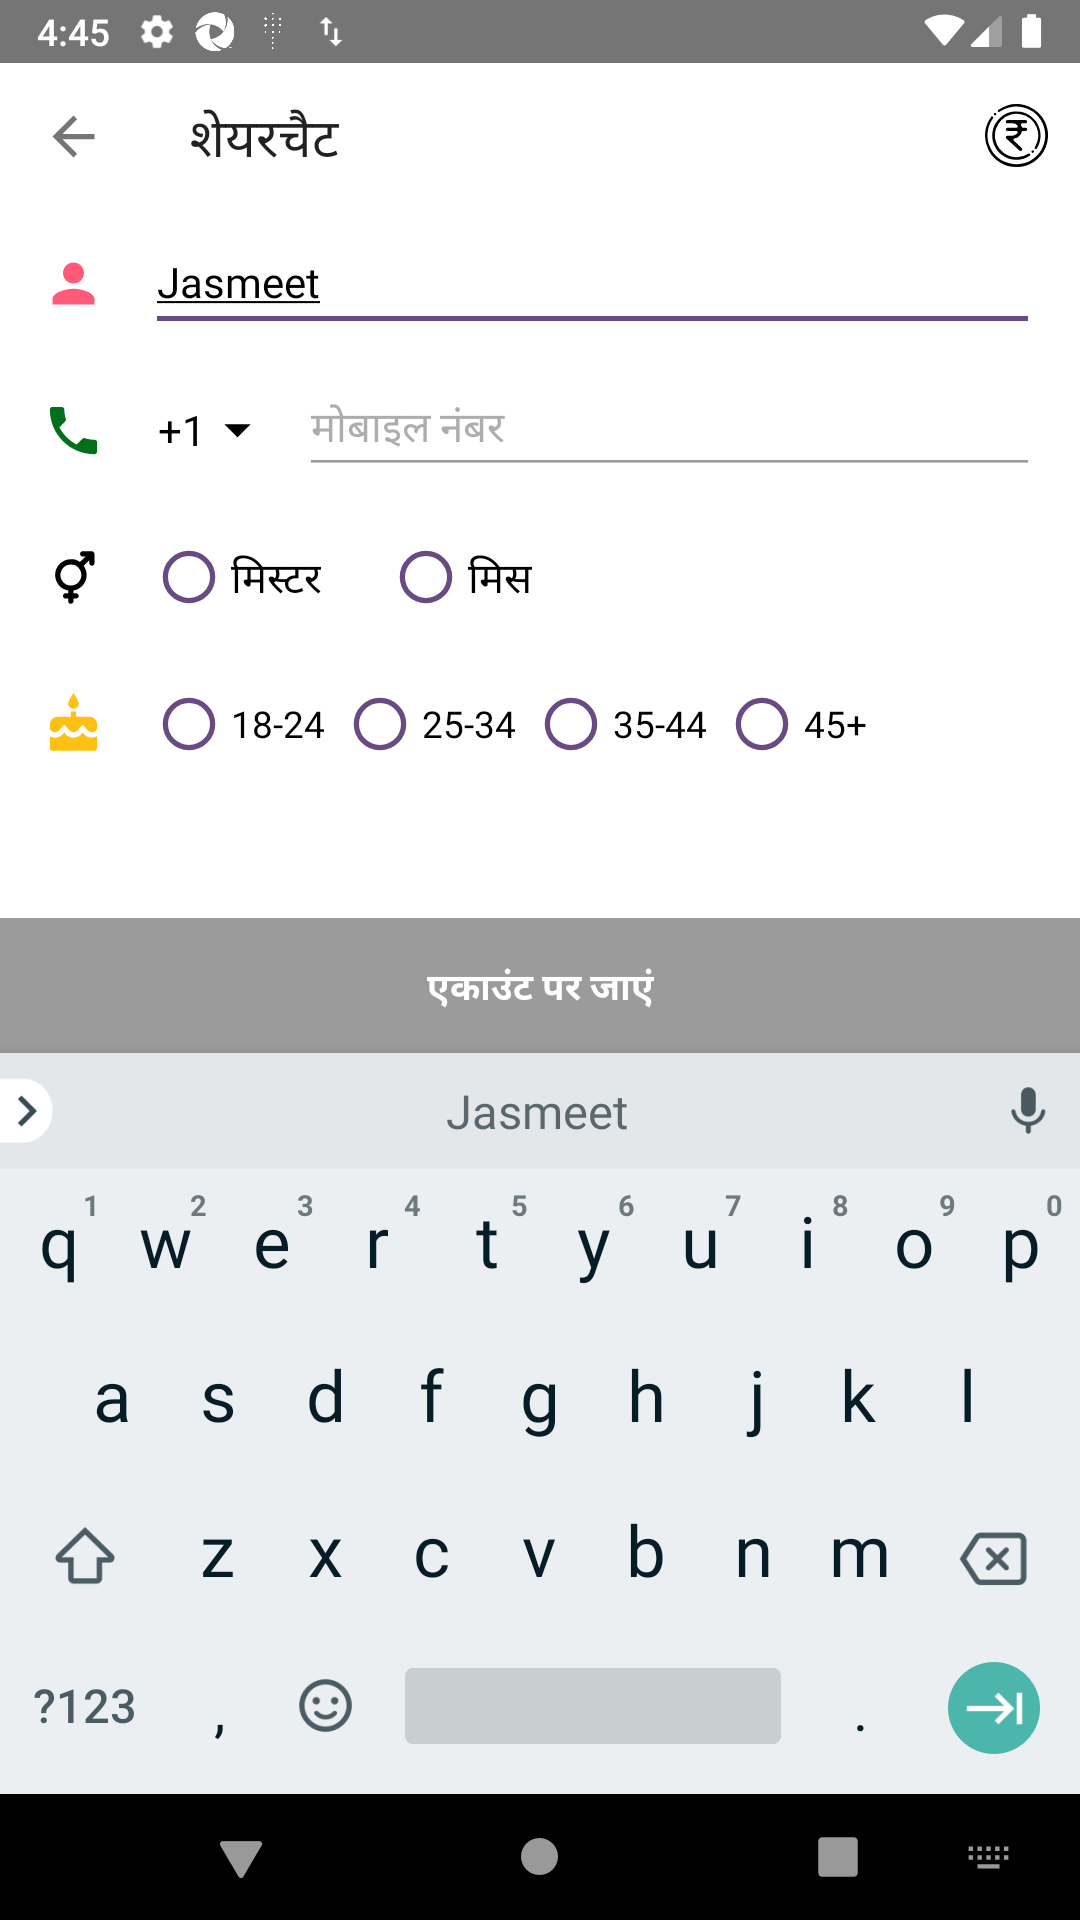 4:45
शेयरचैट
Jasmeet
+1 मोबाइल नंबर
मिस्टर मिस
18-24 25-34 35-44 45+
एकाउंट पर जाएं
Jasmeet
1 2 3 4 5 6 7 8 9 0
q w e r t y u i o p
a s d f g h j k l
z x c v b n m
?123 , .